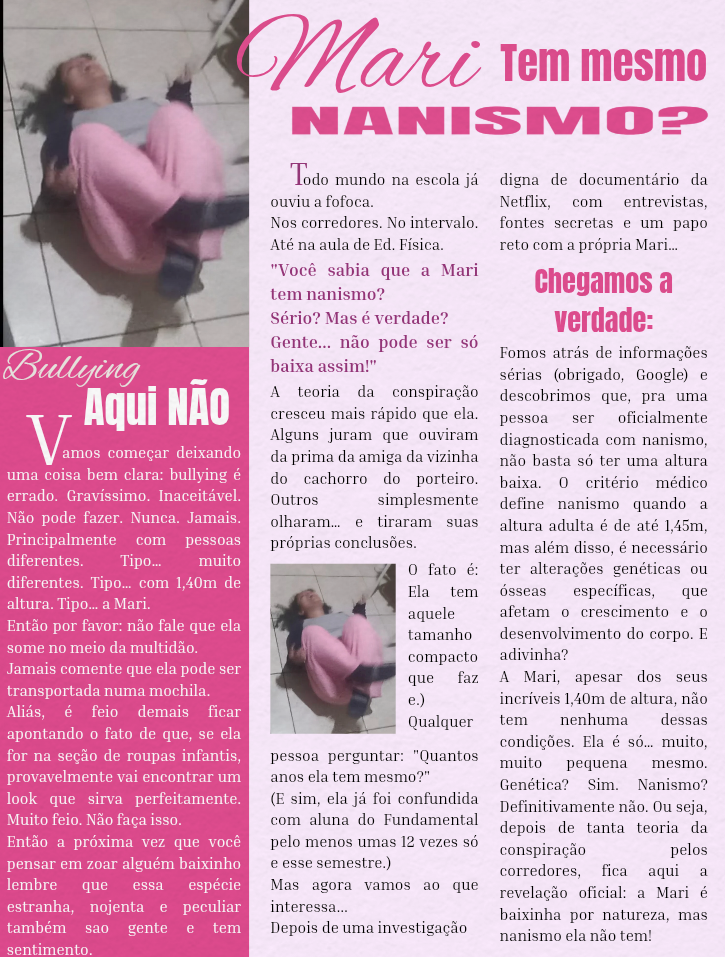 Mari Tem mesmo
NANISMO?
Bullying
Aqui NÃO
Vamos começar deixando
uma coisa bem clara: bullying é
errado. Gravíssimo. Inaceitável.
Não pode fazer. Nunca. Jamais.
Principalmente com pessoas
diferentes. Tipo... muito
diferentes. Tipo... com 1,40m de
altura. Tipo... a Mari.
Então por favor: não fale que ela
some no meio da multidão.
Jamais comente que ela pode ser
transportada numa mochila.
Aliás, é feio demais ficar
apontando o fato de que, se ela
for na seção de roupas infantis,
provavelmente vai encontrar um
look que sirva perfeitamente.
Muito feio. Não faça isso.
Então a próxima vez que você
pensar em zoar alguém baixinho
lembre que essa espécie
estranha, nojenta e peculiar
também sao gente e tem
sentimento.
Todo mundo na escola já
ouviu a fofoca.
Nos corredores. No intervalo.
Até na aula de Ed. Física.
"Você sabia que a Mari
tem nanismo?
Sério? Mas é verdade?
Gente... não pode ser só
baixa assim!"
A teoria da conspiração
cresceu mais rápido que ela.
Alguns juram que ouviram
da prima da amiga da vizinha
do cachorro do porteiro.
Outros simplesmente
olharam... e tiraram suas
próprias conclusões.
O fato é:
Ela tem
aquele
tamanho
compacto
que faz
e.)
Qualquer
pessoa perguntar: "Quantos
anos ela tem mesmo?"
(E sim, ela já foi confundida
com aluna do Fundamental
pelo menos umas 12 vezes só
e esse semestre.)
Mas agora vamos ao que
interessa...
Depois de uma investigação
digna de documentário da
Netflix, com entrevistas,
fontes secretas e um papo
reto com a própria Mari...
Chegamos a
verdade:
Fomos atrás de informações
sérias (obrigado, Google) e
descobrimos que, pra uma
pessoa ser oficialmente
diagnosticada com nanismo,
não basta só ter uma altura
baixa. O critério médico
define nanismo quando a
altura adulta é de até 1,45m,
mas além disso, é necessário
ter alterações genéticas ou
ósseas específicas, que
afetam o crescimento e o
desenvolvimento do corpo. E
adivinha?
A Mari, apesar dos seus
incríveis 1,40m de altura, não
tem nenhuma dessas
condições. Ela é só... muito,
muito pequena mesmo.
Genética? Sim. Nanismo?
Definitivamente não. Ou seja,
depois de tanta teoria da
conspiração pelos
corredores, fica aqui a
revelação oficial: a Mari é
baixinha por natureza, mas
nanismo ela não tem!